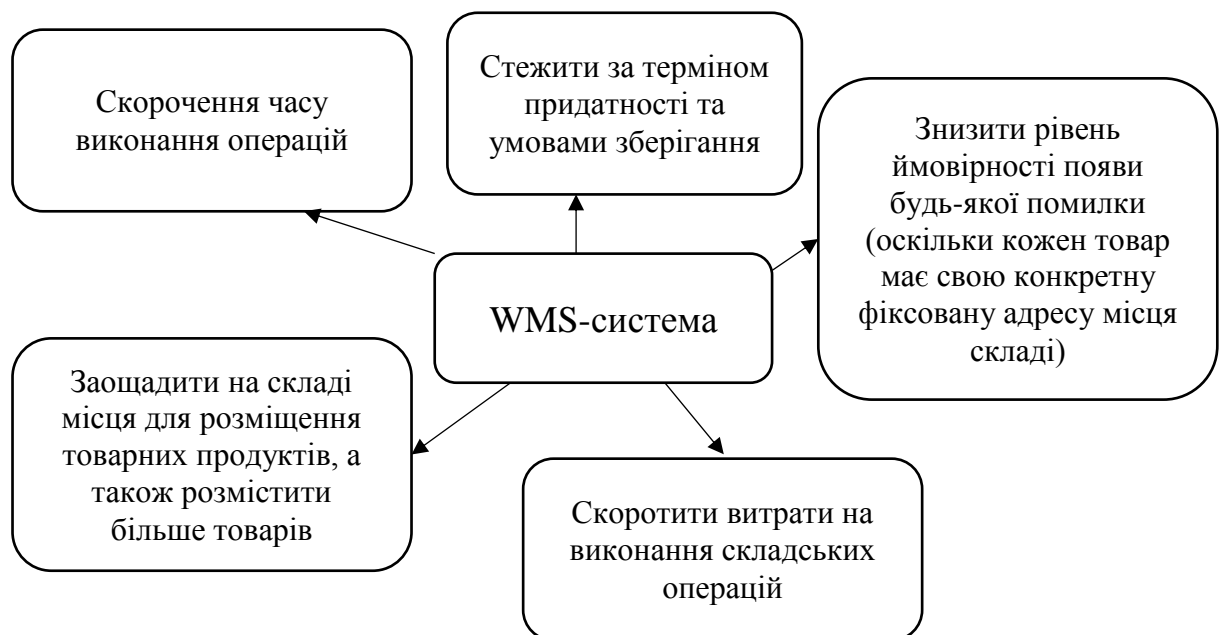 Скорочення часу
виконання операцій
Стежити за терміном
придатності та
умовами зберігання
Знизити рівень
ймовірності появи
будь-якої помилки
(оскільки кожен товар
має свою конкретну
фіксовану адресу місця
складі)
WMS-система
Заощадити на складі
місця для розміщення
товарних продуктів, а
також розмістити
більше товарів
Скоротити витрати на
виконання складських
операцій